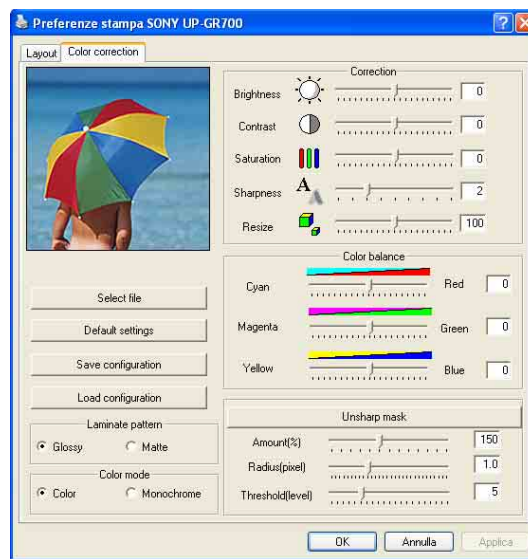 Preferenze stampa SONY UP-GR700
Layout
Color correction
Correction
Brightness 0
Contrast 0
Saturation 0
A A
Sharpness 2
Resize 100
Color balance
Cyan Red 0
Magenta Green 0
Yellow Blue 0
Select file
Default settings
Save configuration
Load configuration
Laminate pattern
Glossy Matte
Color mode
Color Monochrome
Unsharp mask
Amount(%) 150
Radius(pixel) 1.0
Threshold(level) 5
OK Annulla Applica